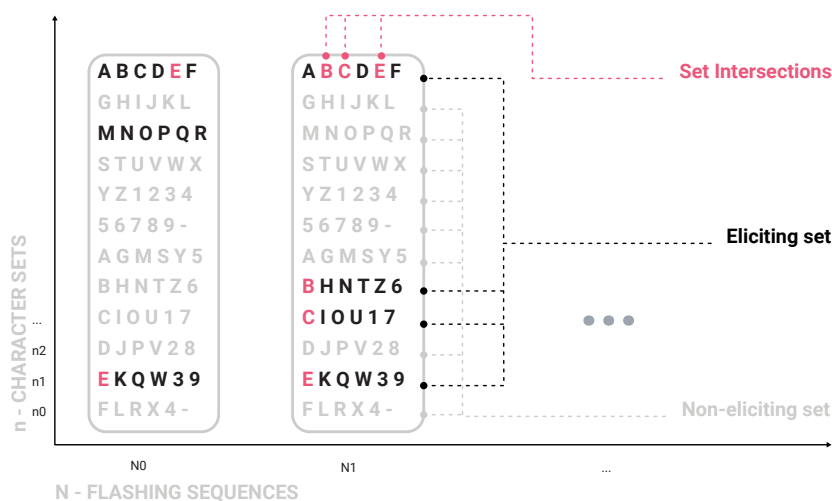 A B C D E F
G H I J K L
M N O P Q R
S T U V W X
Y Z 1 2 3 4
5 6 7 8 9 -
A G M S Y 5
B H N T Z 6
C I O U 1 7
D J P V 2 8
E K Q W 3 9
F L R X 4 -
A B C D E F
G H I J K L
M N O P Q R
S T U V W X
Y Z 1 2 3 4
5 6 7 8 9 -
A G M S Y 5
B H N T Z 6
C I O U 1 7
D J P V 2 8
E K Q W 3 9
F L R X 4 -
Set Intersections
Eliciting set
Non-eliciting set
n - CHARACTER SETS
...
n2
n1
n0
N0
N1
...
N - FLASHING SEQUENCES